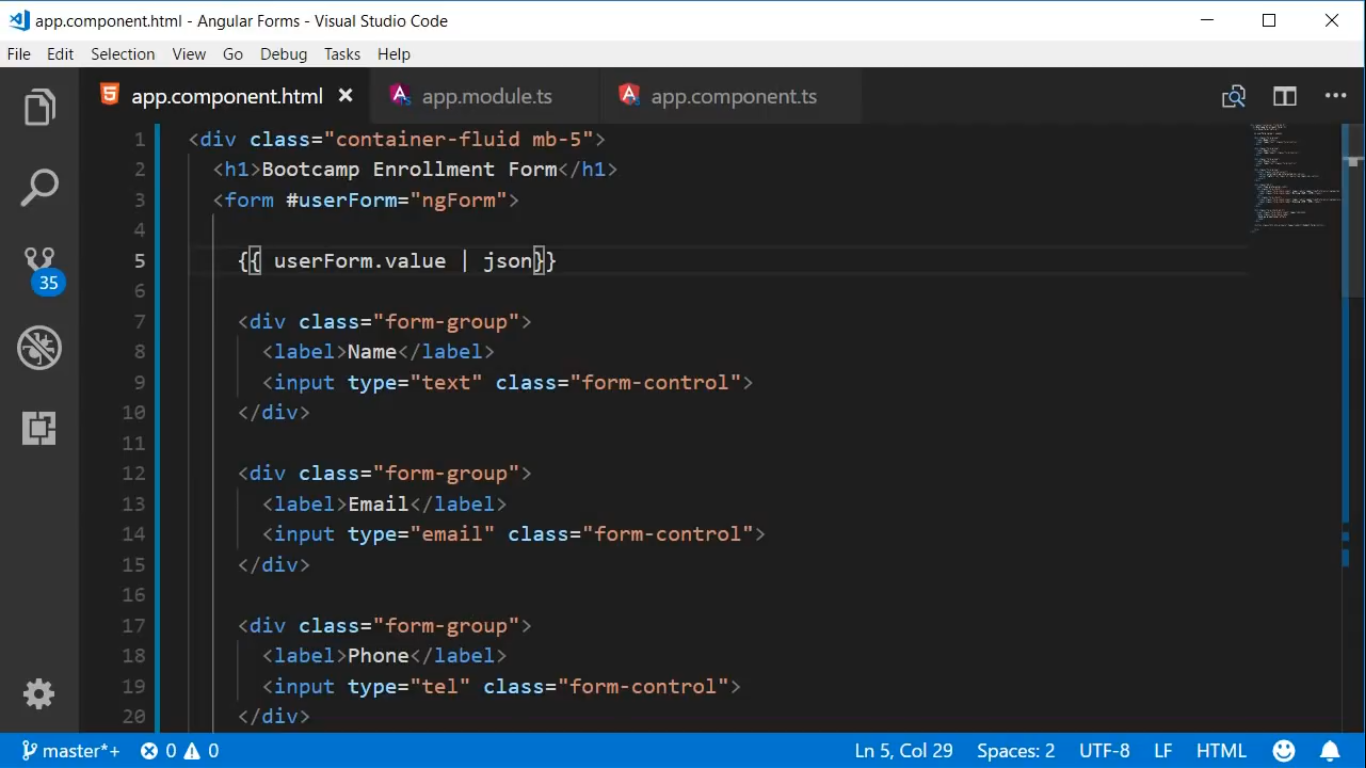 app.component.html - Angular Forms - Visual Studio Code
File Edit Selection View Go Debug Tasks Help
app.component.html app.module.ts app.component.ts
1 <div class="container-fluid mb-5">
2 <h1>Bootcamp Enrollment Form</h1>
3 <form #userForm="ngForm">
4
5 {{ userForm.value | json}}
6
7 <div class="form-group">
8 <label>Name</label>
9 <input type="text" class="form-control">
10 </div>
11
12 <div class="form-group">
13 <label>Email</label>
14 <input type="email" class="form-control">
15 </div>
16
17 <div class="form-group">
18 <label>Phone</label>
19 <input type="tel" class="form-control">
20 </div>
35
master*+ 0 0 Ln 5, Col 29 Spaces: 2 UTF-8 LF HTML